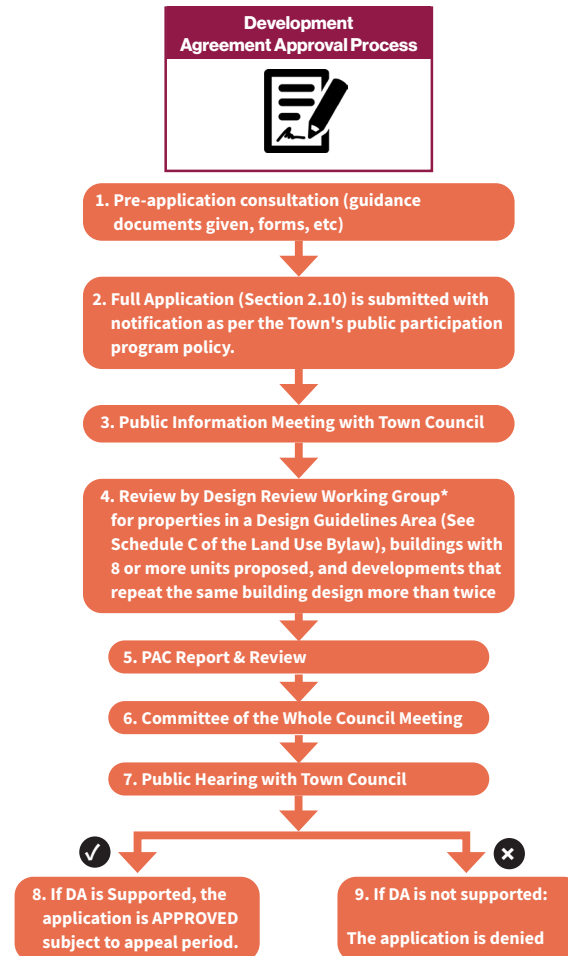 Development
Agreement Approval Process
1. Pre-application consultation (guidance
documents given, forms, etc)
2. Full Application (Section 2.10) is submitted with
notification as per the Town's public participation
program policy.
3. Public Information Meeting with Town Council
4. Review by Design Review Working Group*
for properties in a Design Guidelines Area (See
Schedule C of the Land Use Bylaw), buildings with
8 or more units proposed, and developments that
repeat the same building design more than twice
5. PAC Report & Review
6. Committee of the Whole Council Meeting
7. Public Hearing with Town Council
8. If DA is Supported, the
application is APPROVED
subject to appeal period.
9. If DA is not supported:
The application is denied